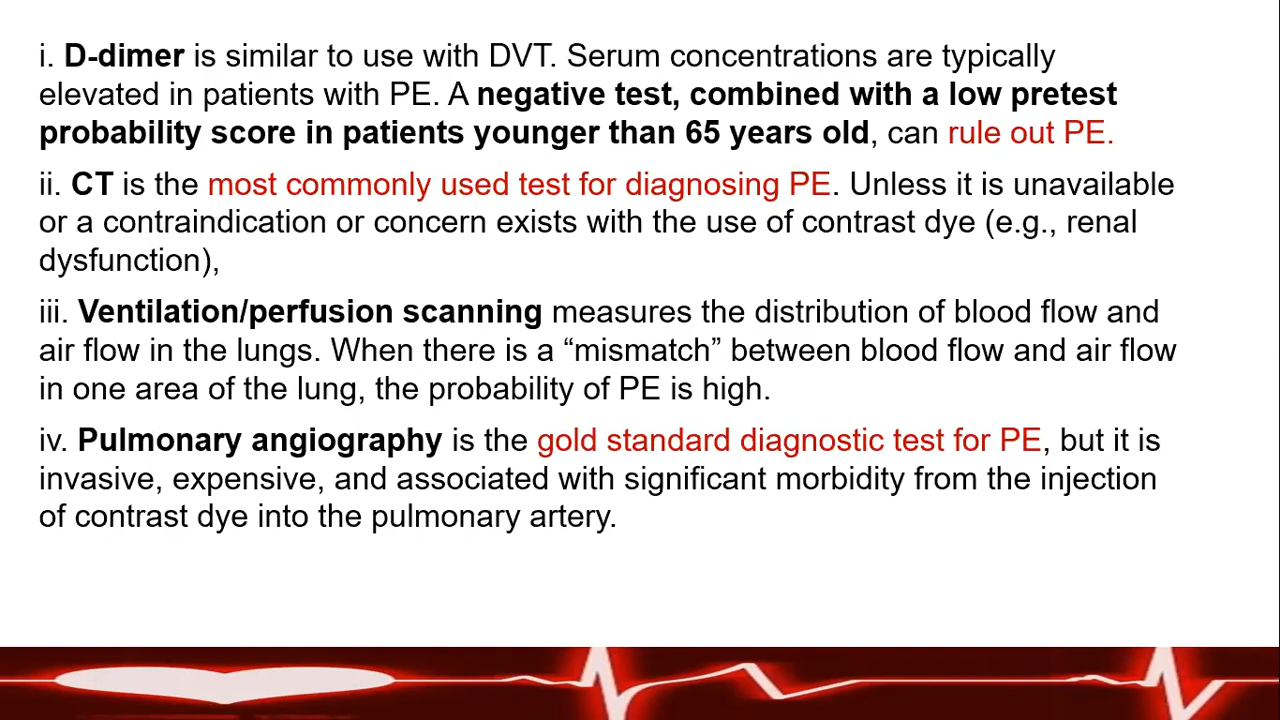 i. D-dimer is similar to use with DVT. Serum concentrations are typically
elevated in patients with PE. A negative test, combined with a low pretest
probability score in patients younger than 65 years old, can rule out PE.
ii. CT is the most commonly used test for diagnosing PE. Unless it is unavailable
or a contraindication or concern exists with the use of contrast dye (e.g., renal
dysfunction),
iii. Ventilation/perfusion scanning measures the distribution of blood flow and
air flow in the lungs. When there is a “mismatch” between blood flow and air flow
in one area of the lung, the probability of PE is high.
iv. Pulmonary angiography is the gold standard diagnostic test for PE, but it is
invasive, expensive, and associated with significant morbidity from the injection
of contrast dye into the pulmonary artery.